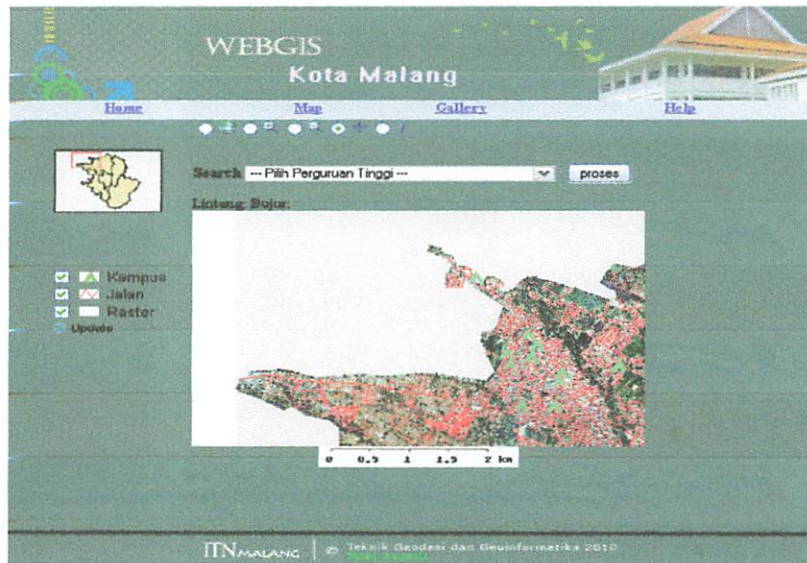 WEBGIS
Kota Malang
Home Map Gallery Help
Search --- Pilih Perguruan Tinggi --- proses
Lintang: Bujur:
Kampus
Jalan
Raster
Update
0 0.5 1 1.5 2 km
ITN MALANG © Teknik Geodesi dan Geoinformatika 2010